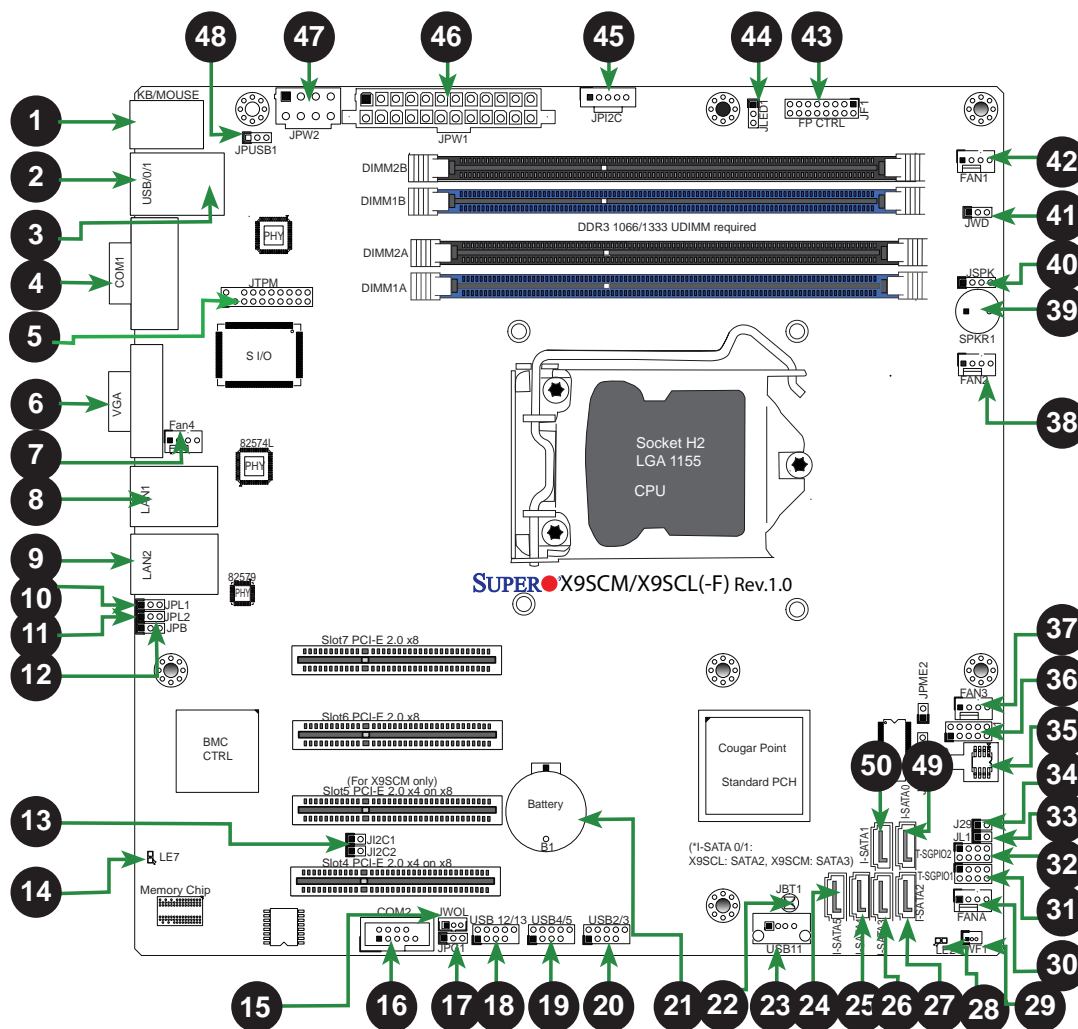 48
47
46
45
44
43
KB/MOUSE
1
JPUSB1
JPW2
JPW1
JPI2C
JLED1
FP CTRL
JF1
2
USB/0/1
DIMM2B
FAN1
42
3
DIMM1B
DDR3 1066/1333 UDIMM required
JWD
41
PHY
4
COM1
DIMM2A
JSPK
40
JTPM
DIMM1A
39
5
S I/O
SPKR1
6
VGA
FAN2
38
Fan4
7
82574L
PHY
Socket H2
LGA 1155
CPU
8
LAN1
9
LAN2
82579
PHY
SUPER X9SCM/X9SCL(-F) Rev.1.0
10
JPL1
11
JPL2
JPB
12
Slot7 PCI-E 2.0 x8
37
JPME2
FAN3
36
BMC
CTRL
Slot6 PCI-E 2.0 x8
Cougar Point
Standard PCH
35
50
49
(For X9SCM only)
Slot5 PCI-E 2.0 x4 on x8
Battery
B1
34
I-SATA0
13
JI2C1
JI2C2
I-SATA1
J29
JL1
33
(*I-SATA 0/1:
X9SCL: SATA2, X9SCM: SATA3)
T-SGPIO2
32
14
LE7
Slot4 PCI-E 2.0 x4 on x8
T-SGPIO1
31
Memory Chip
JBT1
I-SATA2
FANA
15
COM2
JWOL
USB 12/13
USB4/5
USB2/3
I-SATA5
30
JPC1
USB11
16
17
18
19
20
21
22
23
24
25
26
27
28
29